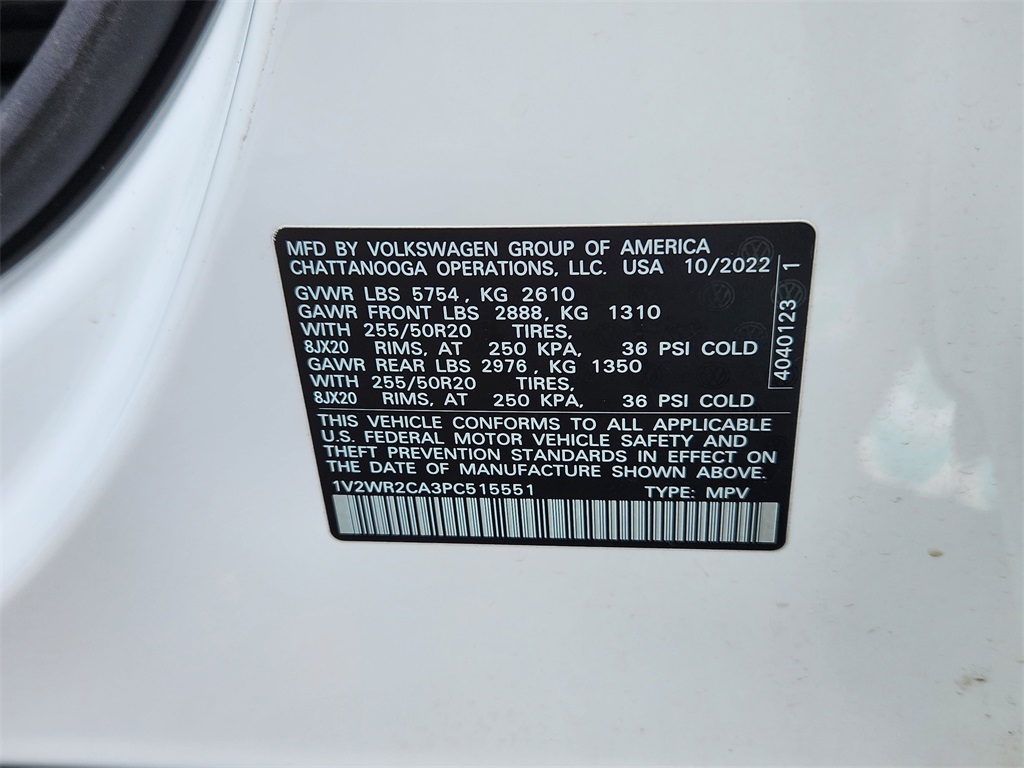 MFD BY VOLKSWAGEN GROUP OF AMERICA
CHATTANOOGA OPERATIONS, LLC. USA 10/2022
GVWR LBS 5754, KG 2610
GAWR FRONT LBS 2888, KG 1310
WITH 255/50R20 TIRES,
8JX20 RIMS, AT 250 KPA, 36 PSI COLD
GAWR REAR LBS 2976, KG 1350
WITH 255/50R20 TIRES,
8JX20 RIMS, AT 250 KPA, 36 PSI COLD
4040123 1
THIS VEHICLE CONFORMS TO ALL APPLICABLE
U.S. FEDERAL MOTOR VEHICLE SAFETY AND
THEFT PREVENTION STANDARDS IN EFFECT ON
THE DATE OF MANUFACTURE SHOWN ABOVE.
1V2WR2CA3PC515551 TYPE: MPV